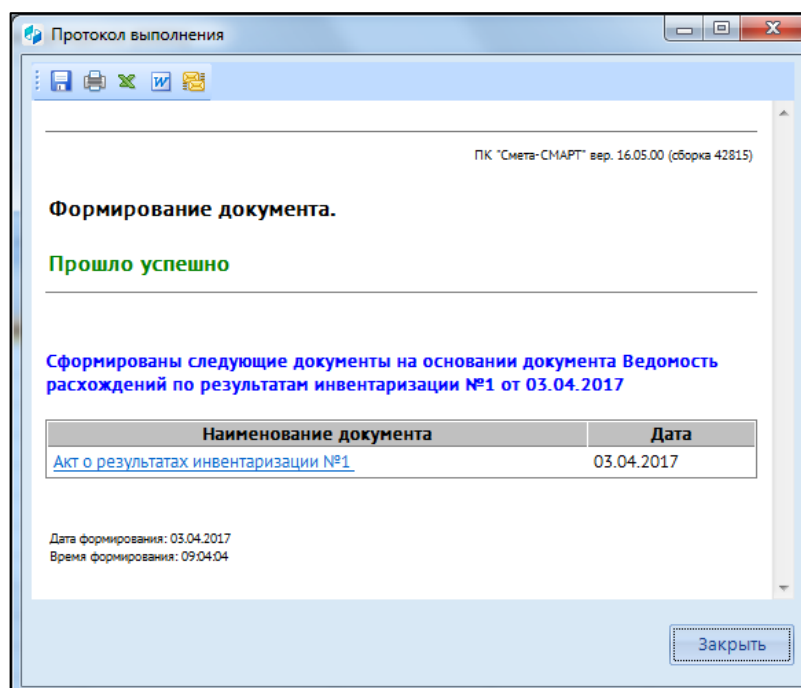 Протокол выполнения
ПК "Смета-СМАРТ" вер. 16.05.00 (сборка 42815)
Формирование документа.
Прошло успешно
Сформированы следующие документы на основании документа Ведомость
расхождений по результатам инвентаризации №1 от 03.04.2017
Наименование документа Дата
Акт о результатах инвентаризации №1 03.04.2017
Дата формирования: 03.04.2017
Время формирования: 09:04:04
Закрыть